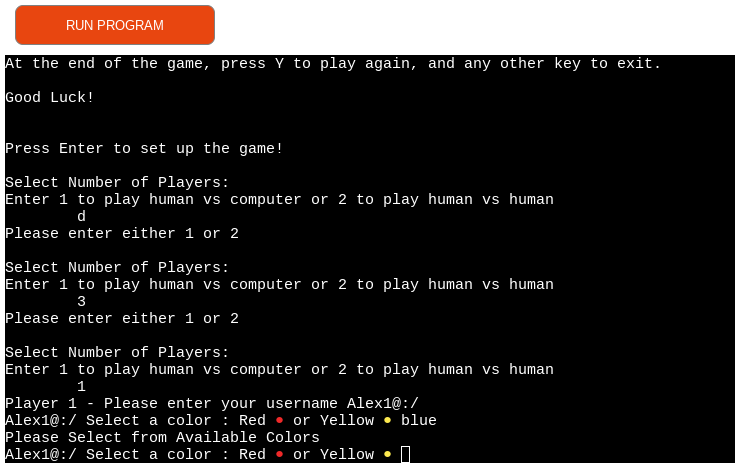 RUN PROGRAM
At the end of the game, press Y to play again, and any other key to exit.
Good Luck!
Press Enter to set up the game!
Select Number of Players:
Enter 1 to play human vs computer or 2 to play human vs human
d
Please enter either 1 or 2
Select Number of Players:
Enter 1 to play human vs computer or 2 to play human vs human
3
Please enter either 1 or 2
Select Number of Players:
Enter 1 to play human vs computer or 2 to play human vs human
1
Player 1 - Please enter your username Alex1@:/
Alex1@:/ Select a color : Red ● or Yellow ● blue
Please Select from Available Colors
Alex1@:/ Select a color : Red ● or Yellow ●